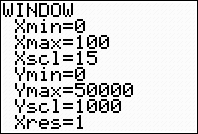 WINDOW
Xmin=0
Xmax=100
Xscl=15
Ymin=0
Ymax=50000
Yscl=1000
Xres=1